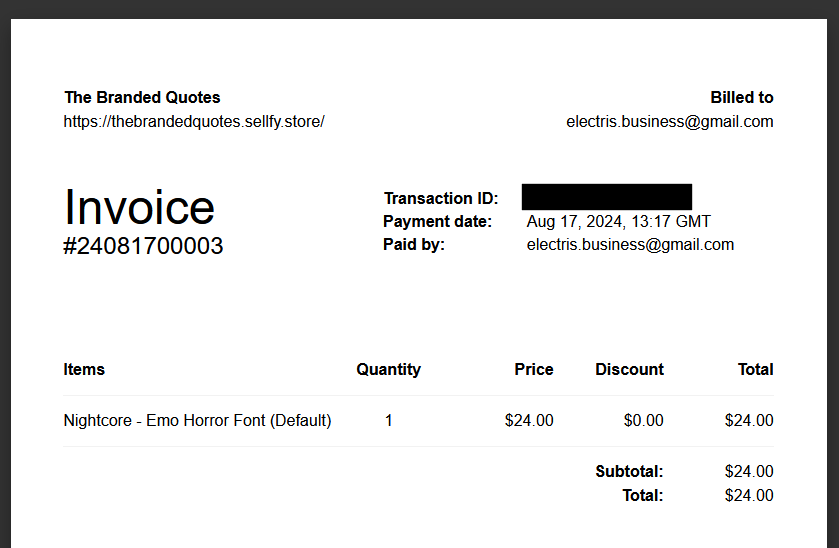 The Branded Quotes Billed to
https://thebrandedquotes.sellfy.store/ electris.business@gmail.com
Invoice
#24081700003
Transaction ID:
Payment date: Aug 17, 2024, 13:17 GMT
Paid by: electris.business@gmail.com
Items Quantity Price Discount Total
Nightcore - Emo Horror Font (Default) 1 $24.00 $0.00 $24.00
Subtotal: $24.00
Total: $24.00